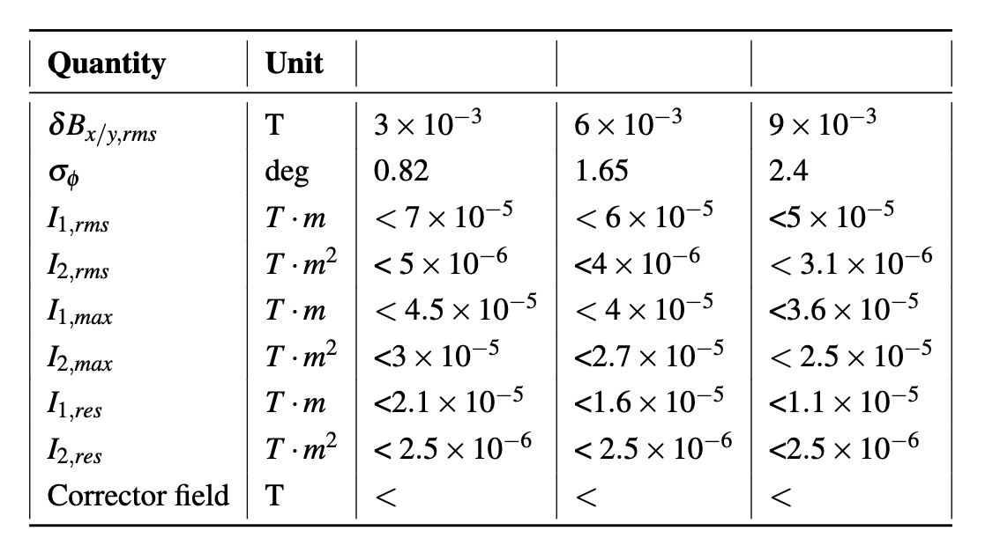 Quantity Unit
δB_{x/y,rms} T 3 × 10^{−3} 6 × 10^{−3} 9 × 10^{−3}
σ_ϕ deg 0.82 1.65 2.4
I_{1,rms} T · m < 7 × 10^{−5} < 6 × 10^{−5} <5 × 10^{−5}
I_{2,rms} T · m^2 < 5 × 10^{−6} <4 × 10^{−6} < 3.1 × 10^{−6}
I_{1,max} T · m < 4.5 × 10^{−5} < 4 × 10^{−5} <3.6 × 10^{−5}
I_{2,max} T · m^2 <3 × 10^{−5} <2.7 × 10^{−5} < 2.5 × 10^{−5}
I_{1,res} T · m <2.1 × 10^{−5} <1.6 × 10^{−5} <1.1 × 10^{−5}
I_{2,res} T · m^2 < 2.5 × 10^{−6} < 2.5 × 10^{−6} <2.5 × 10^{−6}
Corrector field T < < <